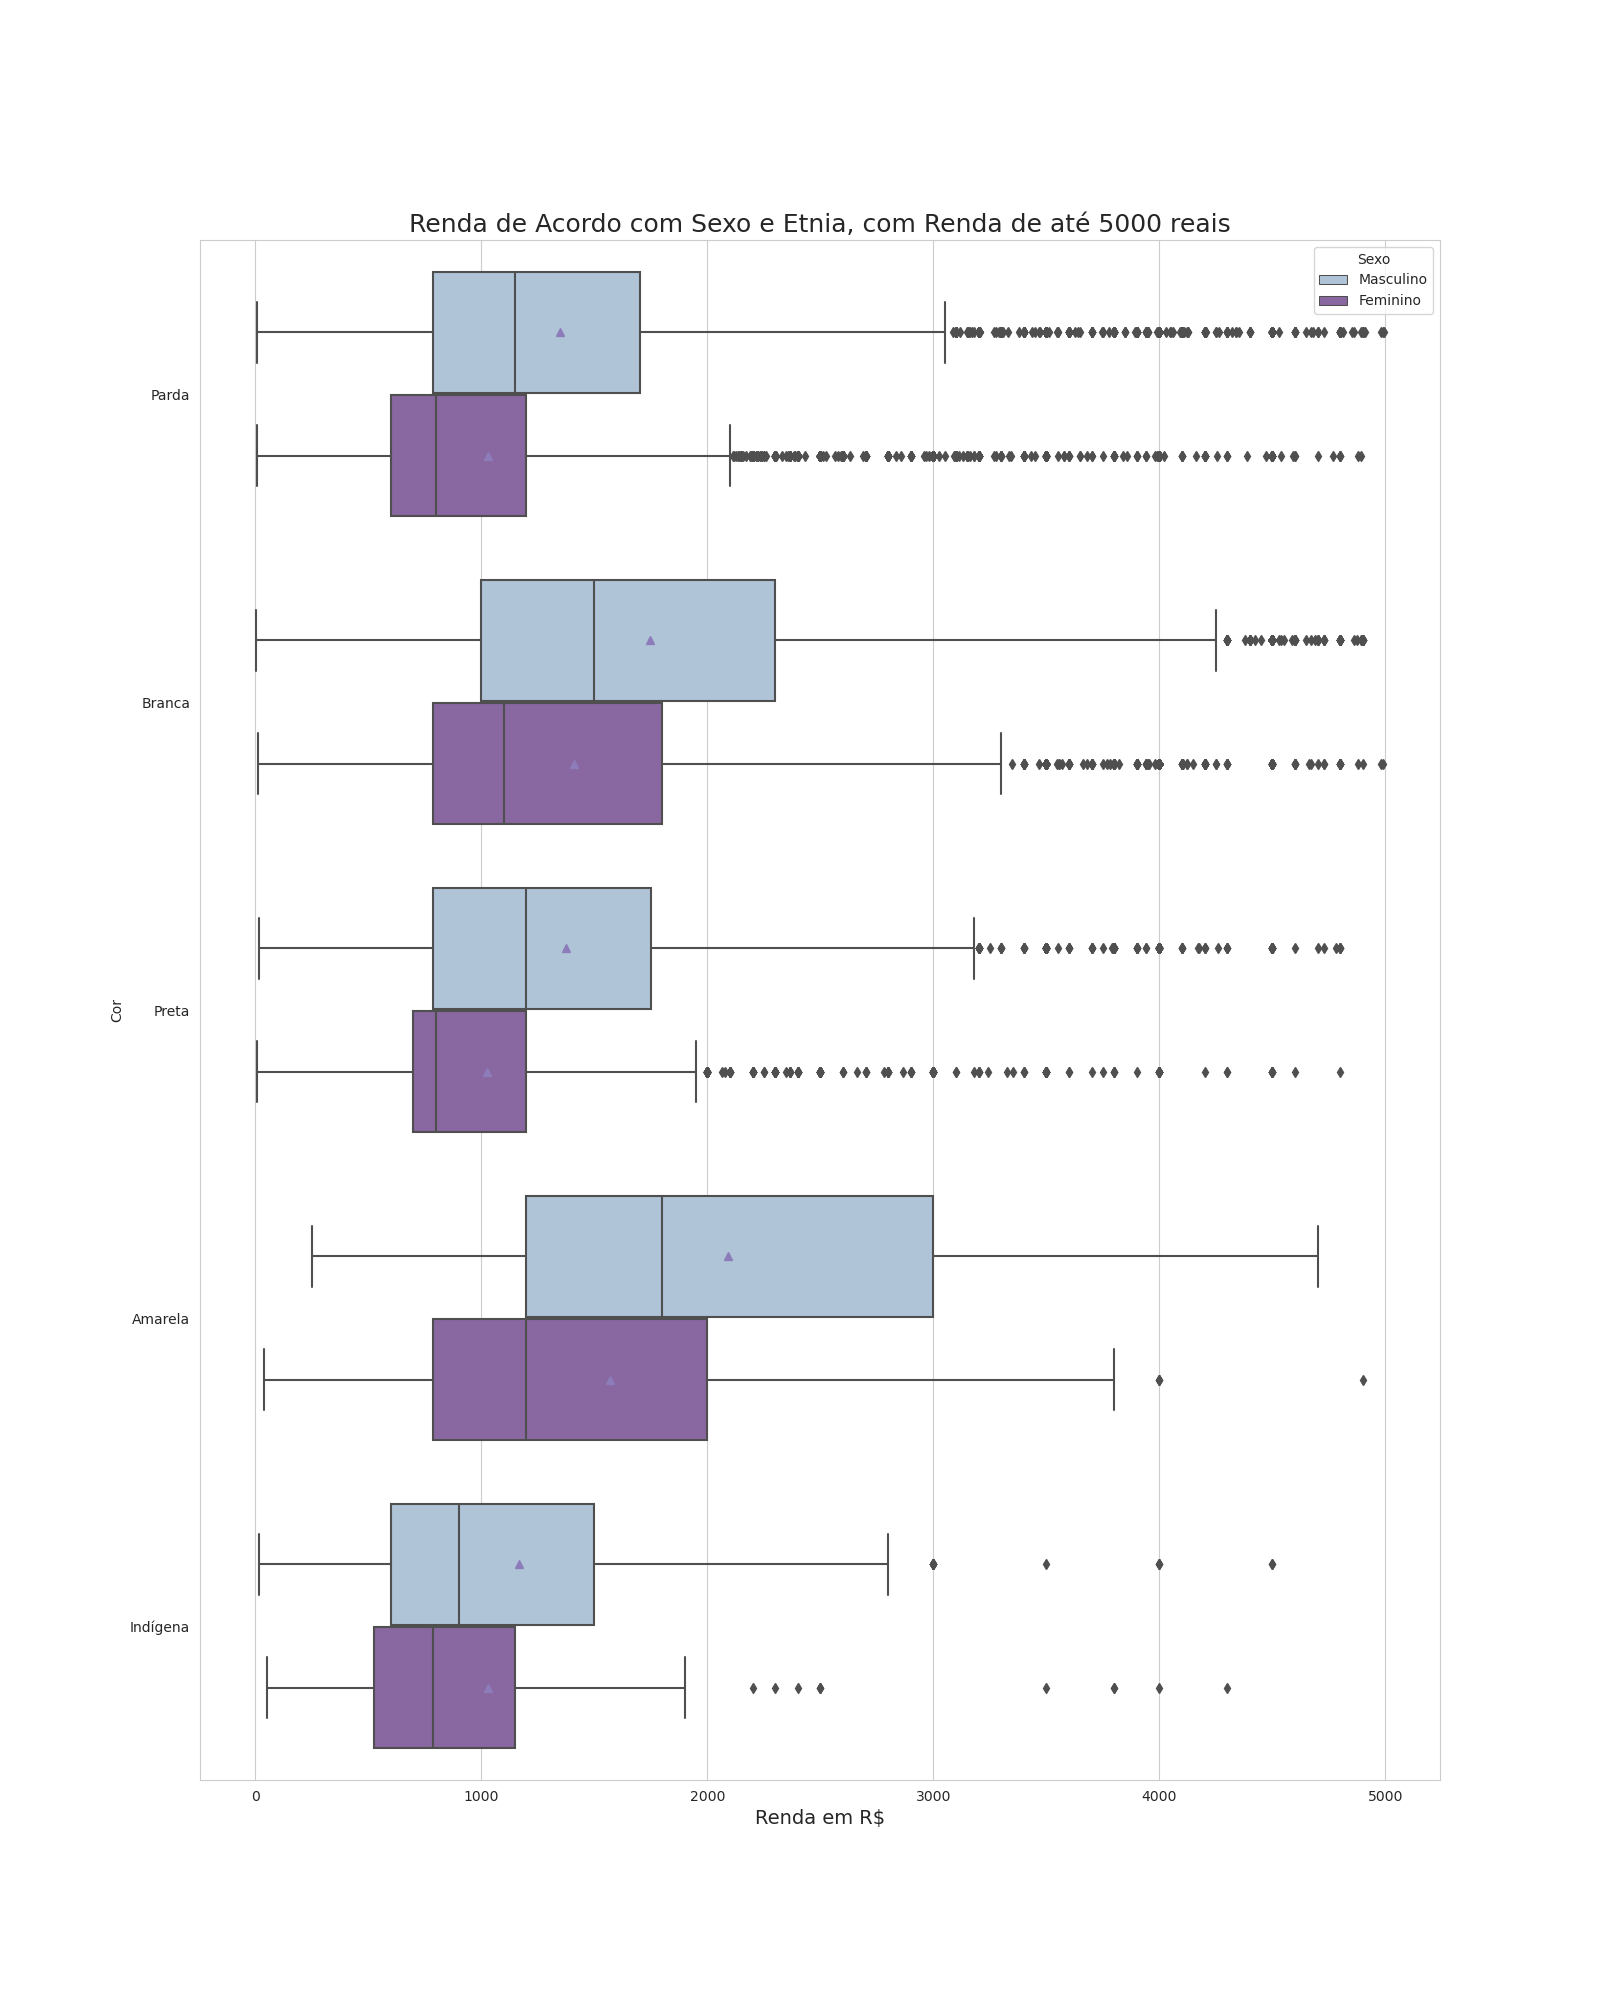 Renda de Acordo com Sexo e Etnia, com Renda de até 5000 reais
Sexo
Masculino
Feminino
Parda
Branca
Preta
Amarela
Indígena
Cor
0 1000 2000 3000 4000 5000
Renda em R$